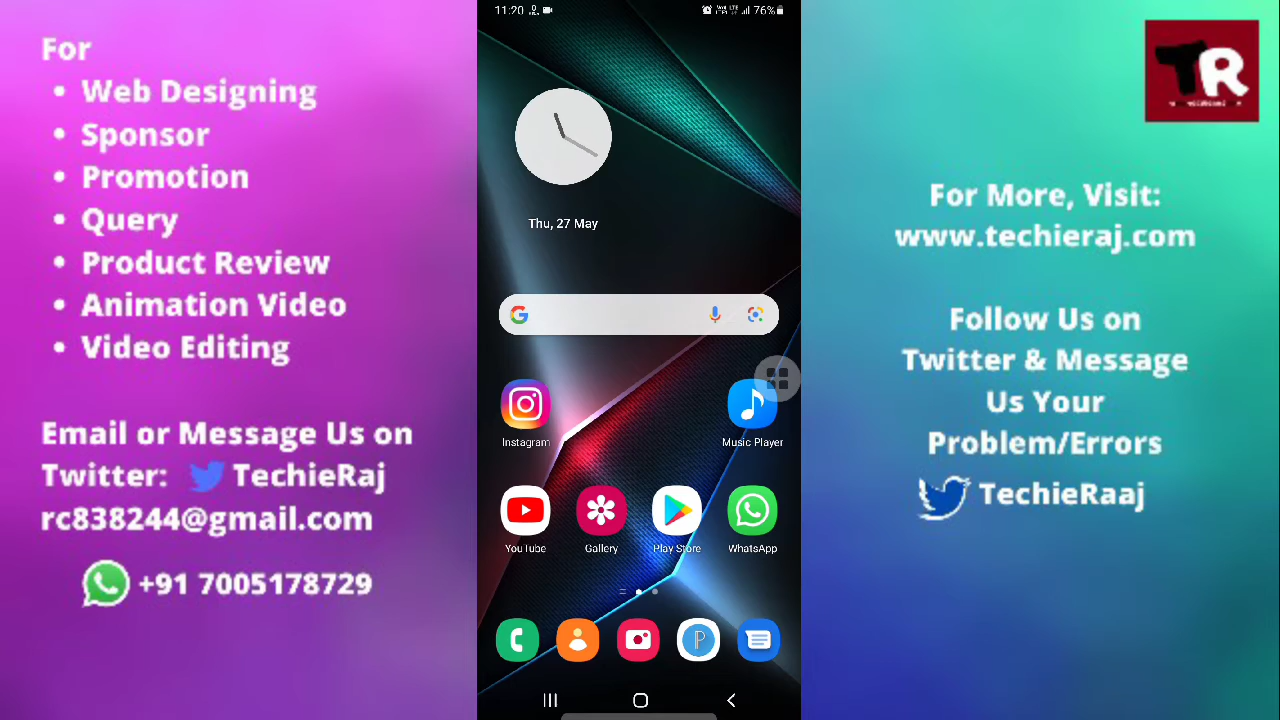 For
• Web Designing
• Sponsor
• Promotion
• Query
• Product Review
• Animation Video
• Video Editing
Email or Message Us on
Twitter: TechieRaj
rc838244@gmail.com
+91 7005178729
11:20
76%
Thu, 27 May
Instagram
Music Player
YouTube
Gallery
Play Store
WhatsApp
TR
For More, Visit:
www.techieraj.com
Follow Us on
Twitter & Message
Us Your
Problem/Errors
TechieRaaj